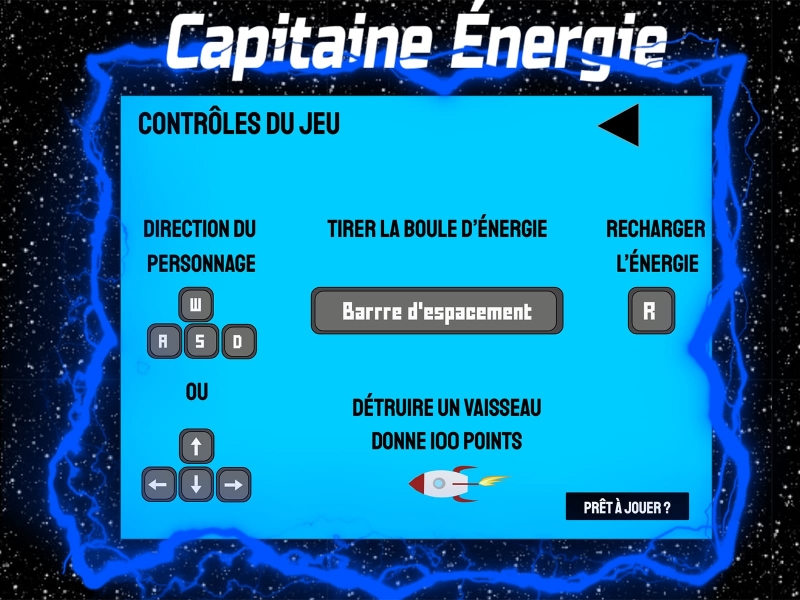 Capitaine Énergie
CONTRÔLES DU JEU
DIRECTION DU
PERSONNAGE
W
A S D
OU
↑
← ↓ →
TIRER LA BOULE D’ÉNERGIE
Barrre d'espacement
RECHARGER
L’ÉNERGIE
R
DÉTRUIRE UN VAISSEAU
DONNE 100 POINTS
PRÊT À JOUER ?